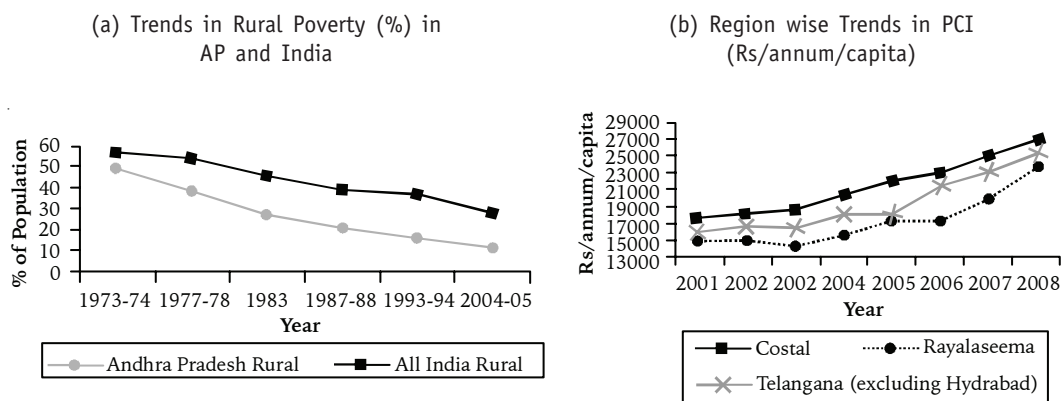 (a) Trends in Rural Poverty (%) in
AP and India
% of Population
60
50
40
30
20
10
0
1973-74 1977-78 1983 1987-88 1993-94 2004-05
Year
Andhra Pradesh Rural All India Rural
(b) Region wise Trends in PCI
(Rs/annum/capita)
Rs/annum/capita
29000
27000
25000
23000
21000
19000
17000
15000
13000
2001 2002 2002 2004 2005 2006 2007 2008
Year
Costal Rayalaseema
Telangana (excluding Hydrabad)